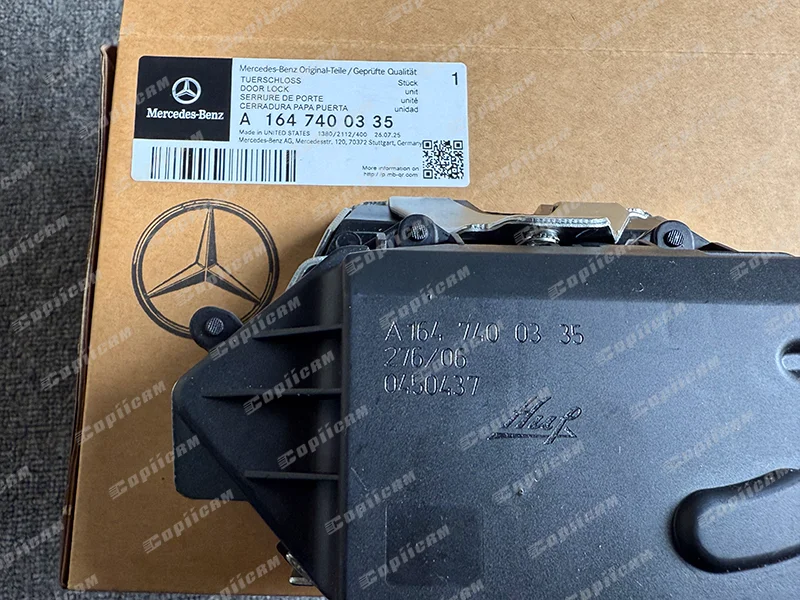 Mercedes-Benz Original-Teile / Geprüfte Qualität
TUERSCHLOSS
DOOR LOCK
SERRURE DE PORTE
CERRADURA PAPA PUERTA
Stück
unit
unité
unidad
1
Mercedes-Benz
A 164 740 03 35
Made in UNITED STATES 1380/2112/400 26.07.25
Mercedes-Benz AG, Mercedesstr. 120, 70372 Stuttgart, Germany
More information on
http://p.mb-qr.com
A 164 740 03 35
276/06
0450437
Huf
CopiiCAM